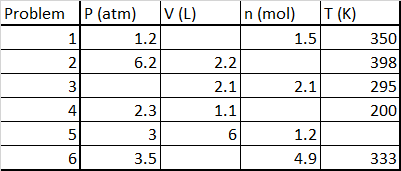 Problem P (atm) V (L) n (mol) T (K)
1 1.2 1.5 350
2 6.2 2.2 398
3 2.1 2.1 295
4 2.3 1.1 200
5 3 6 1.2
6 3.5 4.9 333